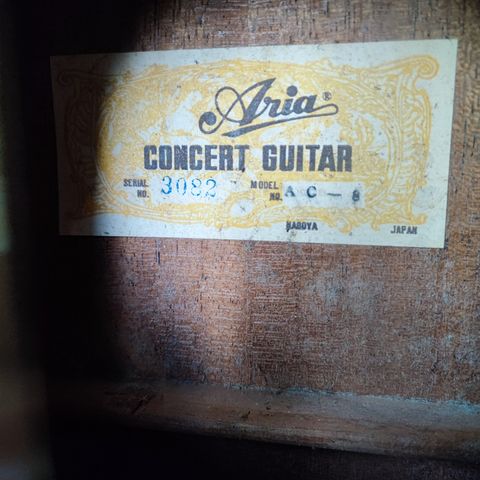 Aria®
CONCERT GUITAR
SERIAL NO. 3082 MODEL NO. AC-8
NAGOYA JAPAN